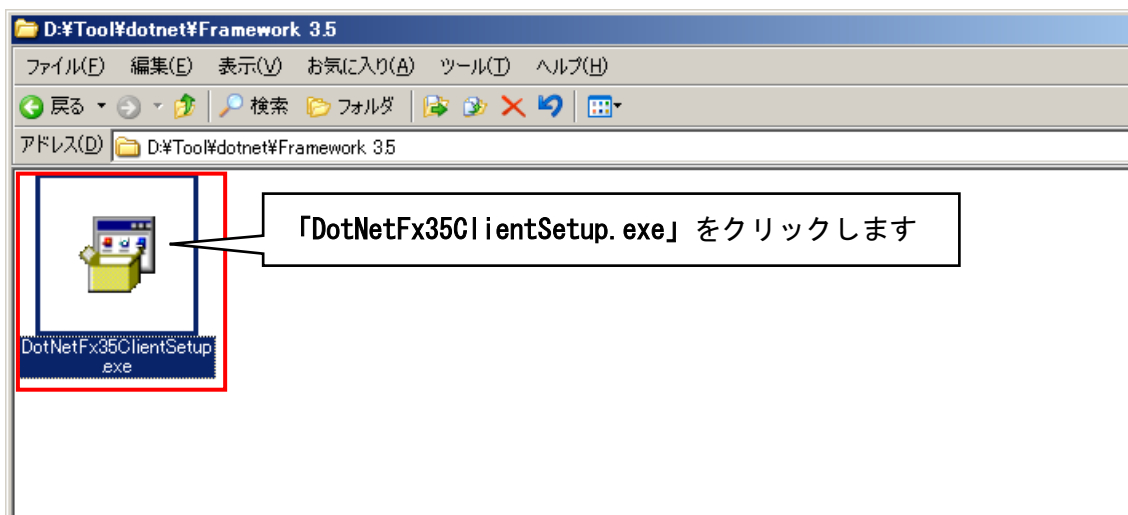 D:¥Tool¥dotnet¥Framework 3.5
ファイル(F) 編集(E) 表示(V) お気に入り(A) ツール(T) ヘルプ(H)
戻る 検索 フォルダ
アドレス(D) D:¥Tool¥dotnet¥Framework 3.5
「DotNetFx35ClientSetup.exe」をクリックします
DotNetFx35ClientSetup
.exe